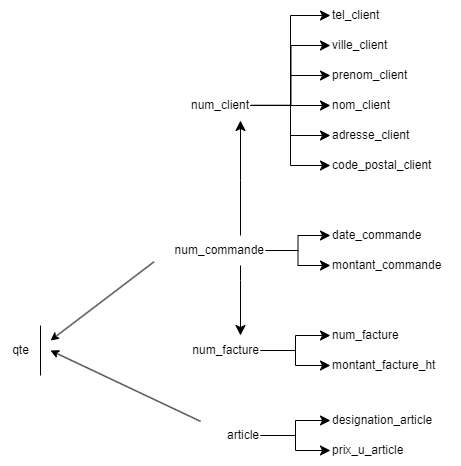 tel_client
ville_client
prenom_client
num_client
nom_client
adresse_client
code_postal_client
date_commande
num_commande
montant_commande
num_facture
qte
num_facture
montant_facture_ht
designation_article
article
prix_u_article